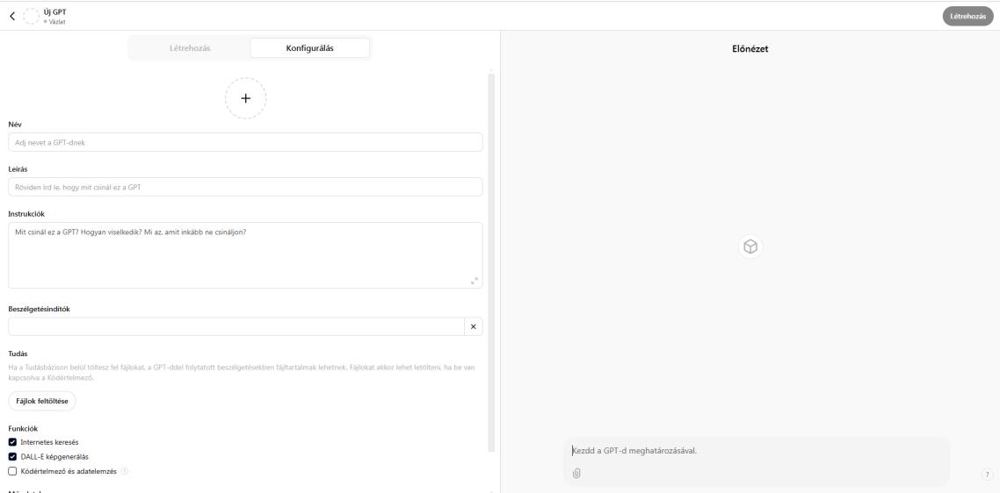 Új GPT
Vázlat
Létrehozás
Létrehozás
Konfigurálás
Előnézet
Név
Adj nevet a GPT-dnek
Leírás
Röviden írd le, hogy mit csinál ez a GPT
Instrukciók
Mit csinál ez a GPT? Hogyan viselkedik? Mi az, amit inkább ne csináljon?
Beszélgetésindítók
Tudás
Ha a Tudásbázison belül töltesz fel fájlokat, a GPT-ddel folytatott beszélgetésekben fájltartalmak lehetnek. Fájlokat akkor lehet letölteni, ha be van
kapcsolva a Kódértelmező.
Fájlok feltöltése
Funkciók
Internetes keresés
DALL-E képgenerálás
Kódértelmező és adatelemzés ?
Kezdd a GPT-d meghatározásával.
?